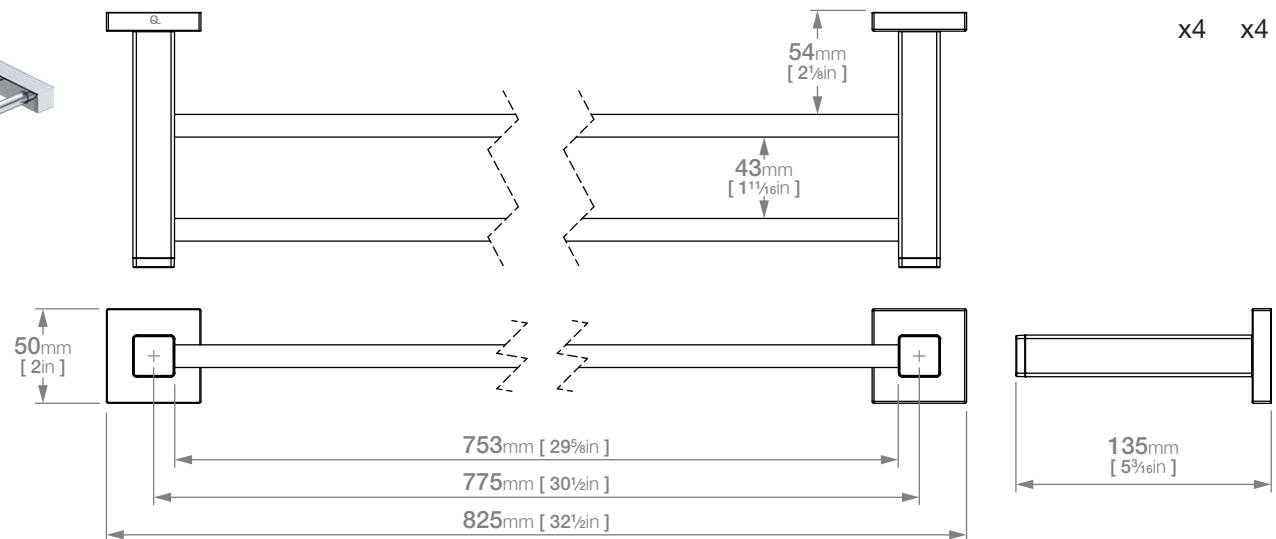 x4 x4
54mm
[ 2⅛in ]
43mm
[ 1¹¹⁄₁₆in ]
50mm
[ 2in ]
753mm [ 29⅝in ]
775mm [ 30½in ]
825mm [ 32½in ]
135mm
[ 5³⁄₁₆in ]